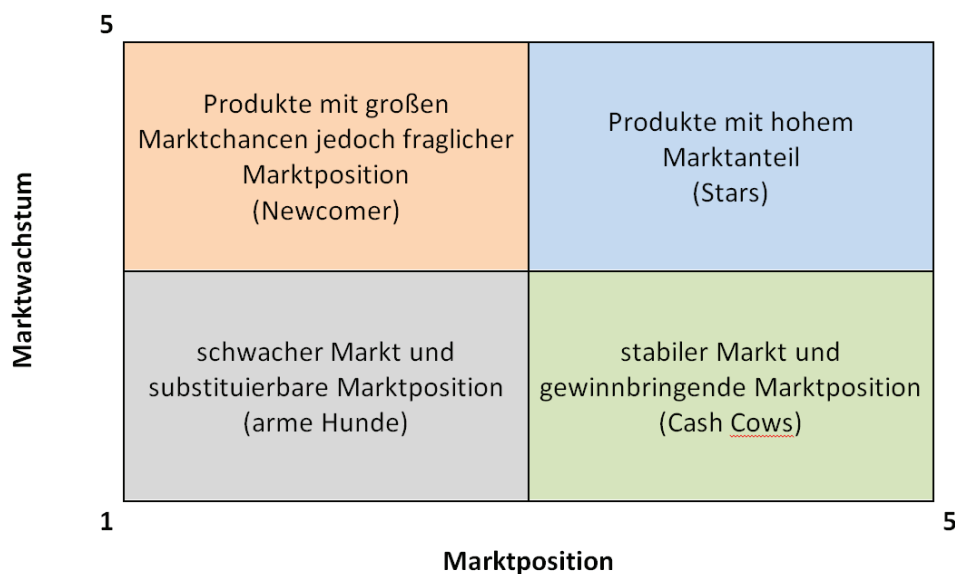 5
Produkte mit großen
Marktchancen jedoch fraglicher
Marktposition
(Newcomer)
Produkte mit hohem
Marktanteil
(Stars)
Marktwachstum
schwacher Markt und
substituierbare Marktposition
(arme Hunde)
stabiler Markt und
gewinnbringende Marktposition
(Cash Cows)
1
5
Marktposition